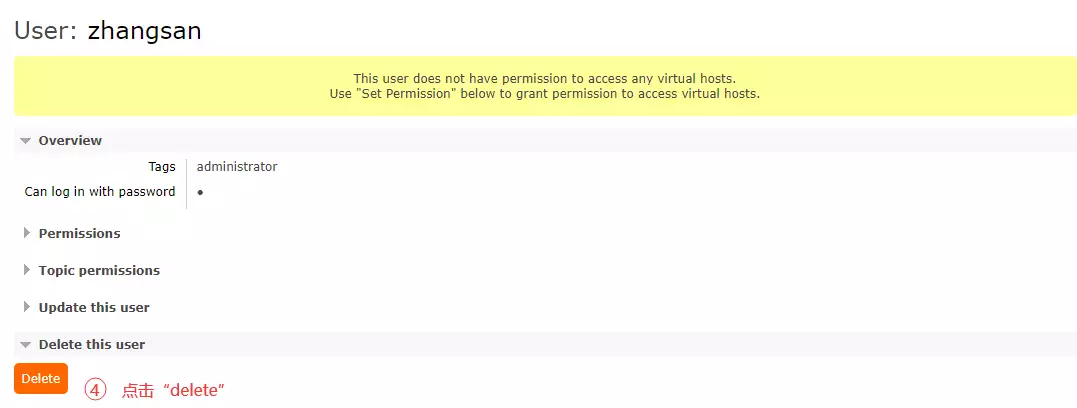 User: zhangsan
This user does not have permission to access any virtual hosts.
Use "Set Permission" below to grant permission to access virtual hosts.
Overview
Tags administrator
Can log in with password •
Permissions
Topic permissions
Update this user
Delete this user
Delete
④ 点击“delete”